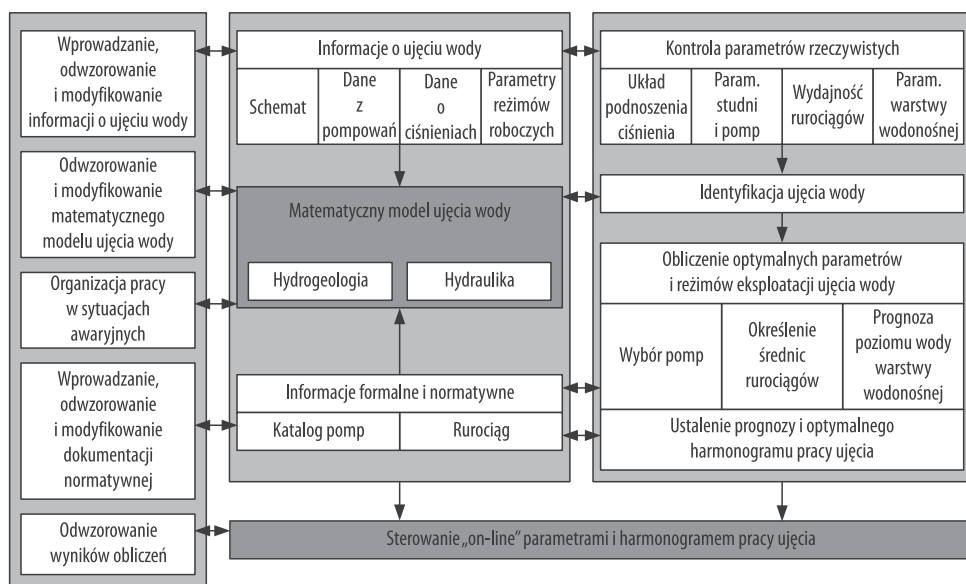 Wprowadzanie,
odwzorowanie
i modyfikowanie
informacji o ujęciu wody
Odwzorowanie
i modyfikowanie
matematycznego
modelu ujęcia wody
Organizacja pracy
w sytuacjach
awaryjnych
Wprowadzanie,
odwzorowanie
i modyfikowanie
dokumentacji
normatywnej
Odwzorowanie
wyników obliczeń
Informacje o ujęciu wody
Schemat
Dane
z
pompowań
Dane
o
ciśnieniach
Parametry
reżimów
roboczych
Matematyczny model ujęcia wody
Hydrogeologia
Hydraulika
Informacje formalne i normatywne
Katalog pomp
Rurociąg
Kontrola parametrów rzeczywistych
Układ
podnoszenia
ciśnienia
Param.
studni
i pomp
Wydajność
rurociągów
Param.
warstwy
wodonośnej
Identyfikacja ujęcia wody
Obliczenie optymalnych parametrów
i reżimów eksploatacji ujęcia wody
Wybór pomp
Określenie
średnic
rurociągów
Prognoza
poziomu wody
warstwy
wodonośnej
Ustalenie prognozy i optymalnego
harmonogramu pracy ujęcia
Sterowanie „on-line” parametrami i harmonogramem pracy ujęcia